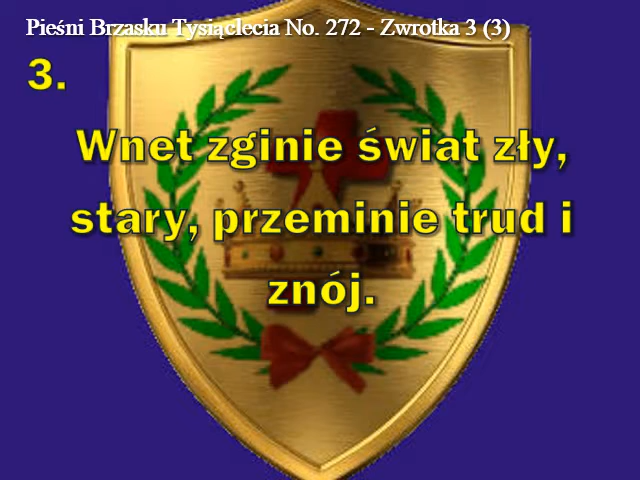 Pieśni Brzasku Tysiąclecia No. 272 - Zwrotka 3 (3)
3.
Wnet zginie świat zły,
stary, przeminie trud i
znój.